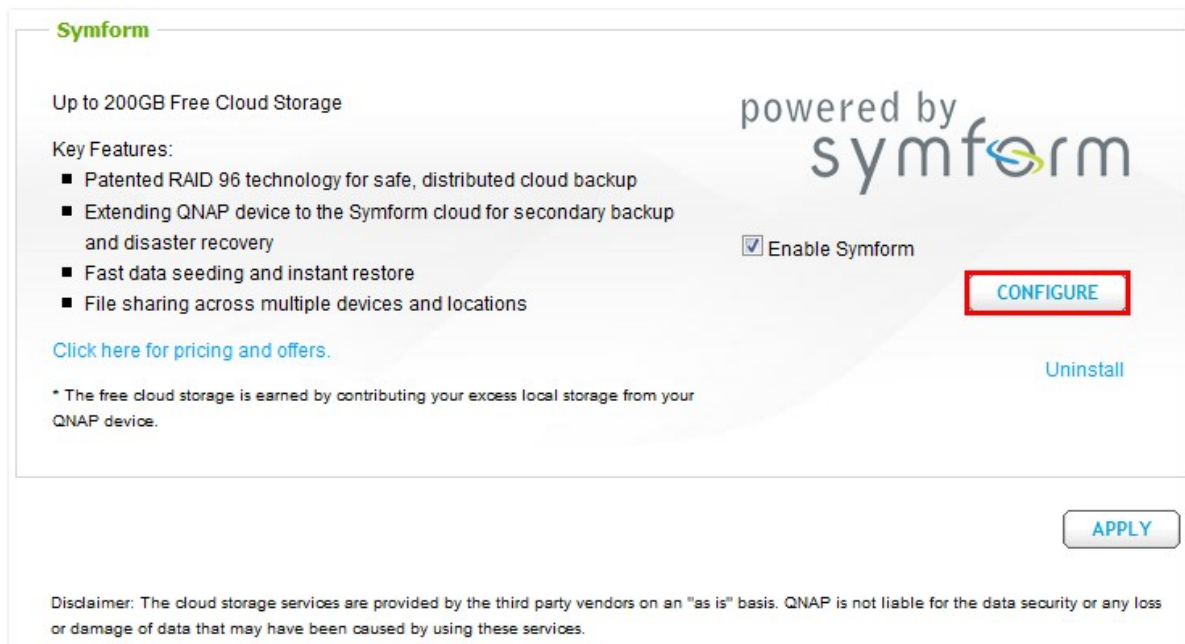 Symform
Up to 200GB Free Cloud Storage
Key Features:
Patented RAID 96 technology for safe, distributed cloud backup
Extending QNAP device to the Symform cloud for secondary backup
and disaster recovery
Fast data seeding and instant restore
File sharing across multiple devices and locations
Click here for pricing and offers.
* The free cloud storage is earned by contributing your excess local storage from your
QNAP device.
powered by
symform
Enable Symform
CONFIGURE
Uninstall
APPLY
Disclaimer: The cloud storage services are provided by the third party vendors on an "as is" basis. QNAP is not liable for the data security or any loss
or damage of data that may have been caused by using these services.